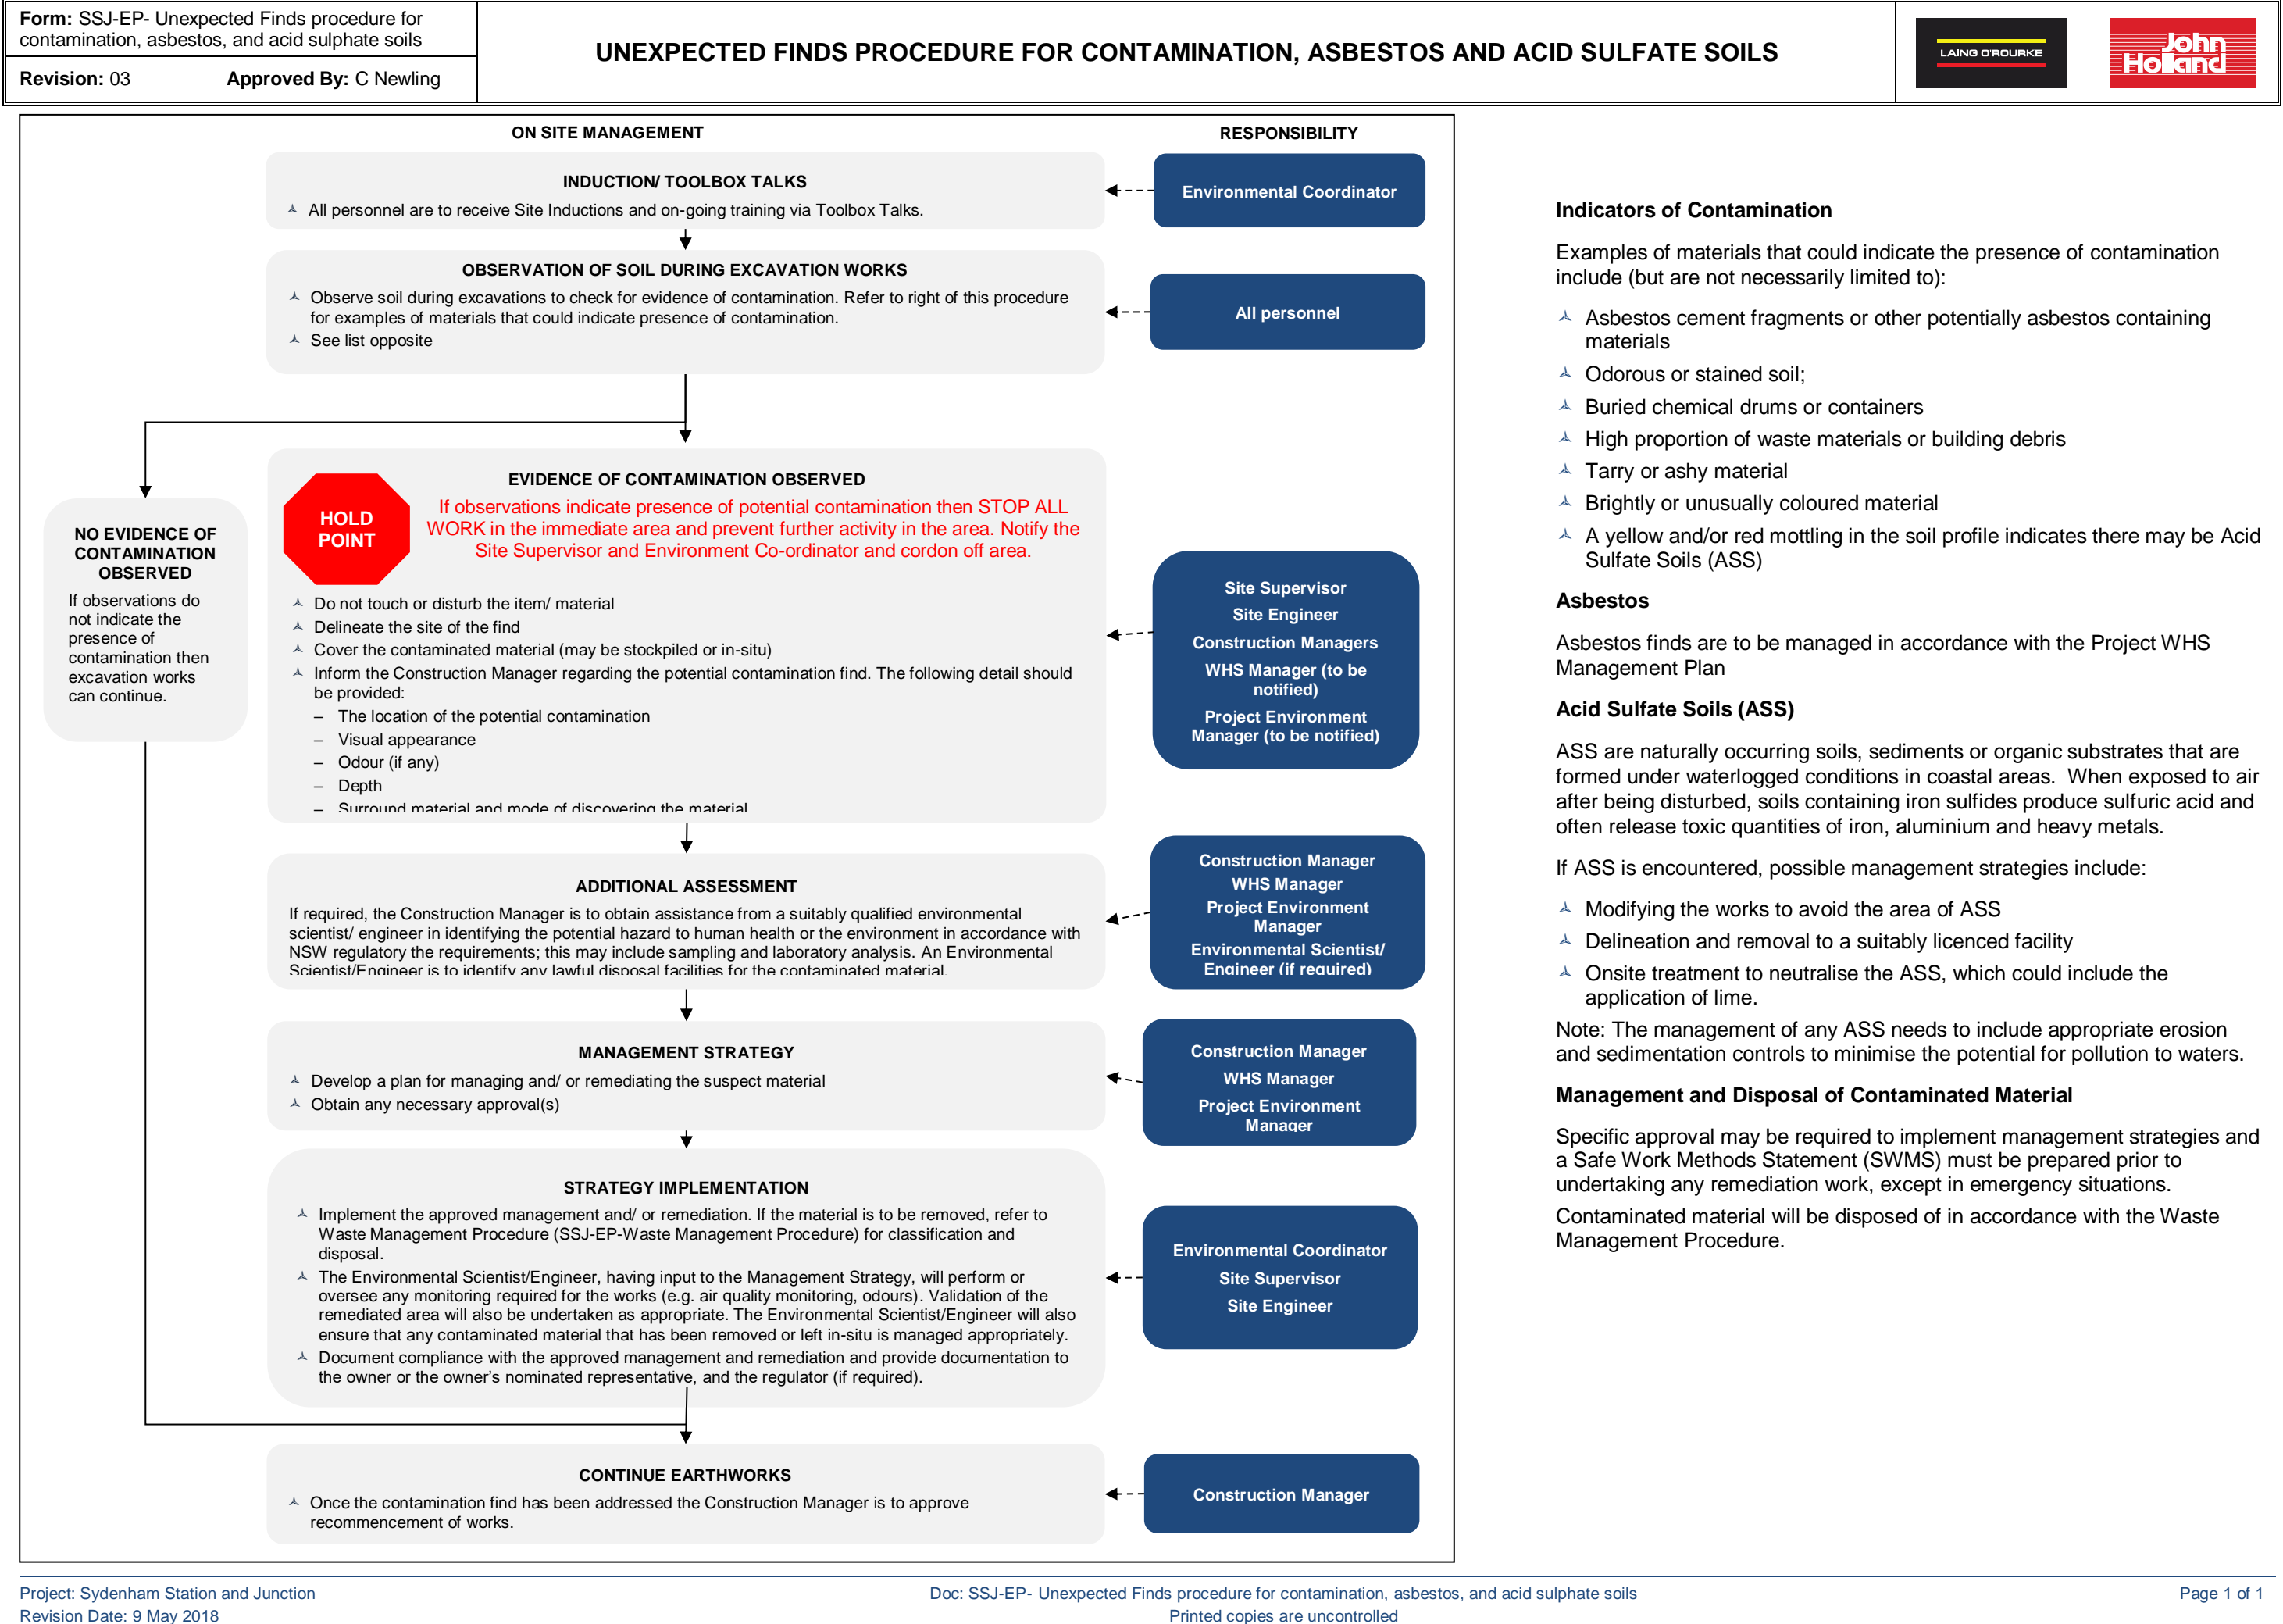 Form: SSJ-EP- Unexpected Finds procedure for
contamination, asbestos, and acid sulphate soils
Revision: 03 Approved By: C Newling
UNEXPECTED FINDS PROCEDURE FOR CONTAMINATION, ASBESTOS AND ACID SULFATE SOILS
LAING O'ROURKE
John
Holland
ON SITE MANAGEMENT
RESPONSIBILITY
INDUCTION/ TOOLBOX TALKS
All personnel are to receive Site Inductions and on-going training via Toolbox Talks.
Environmental Coordinator
OBSERVATION OF SOIL DURING EXCAVATION WORKS
Observe soil during excavations to check for evidence of contamination. Refer to right of this procedure
for examples of materials that could indicate presence of contamination.
See list opposite
All personnel
NO EVIDENCE OF
CONTAMINATION
OBSERVED
If observations do
not indicate the
presence of
contamination then
excavation works
can continue.
EVIDENCE OF CONTAMINATION OBSERVED
HOLD
POINT
If observations indicate presence of potential contamination then STOP ALL
WORK in the immediate area and prevent further activity in the area. Notify the
Site Supervisor and Environment Co-ordinator and cordon off area.
Do not touch or disturb the item/ material
Delineate the site of the find
Cover the contaminated material (may be stockpiled or in-situ)
Inform the Construction Manager regarding the potential contamination find. The following detail should
be provided:
– The location of the potential contamination
– Visual appearance
– Odour (if any)
– Depth
– Surround material and mode of discovering the material
Site Supervisor
Site Engineer
Construction Managers
WHS Manager (to be
notified)
Project Environment
Manager (to be notified)
ADDITIONAL ASSESSMENT
If required, the Construction Manager is to obtain assistance from a suitably qualified environmental
scientist/ engineer in identifying the potential hazard to human health or the environment in accordance with
NSW regulatory the requirements; this may include sampling and laboratory analysis. An Environmental
Scientist/Engineer is to identify any lawful disposal facilities for the contaminated material.
Construction Manager
WHS Manager
Project Environment
Manager
Environmental Scientist/
Engineer (if required)
MANAGEMENT STRATEGY
Develop a plan for managing and/ or remediating the suspect material
Obtain any necessary approval(s)
Construction Manager
WHS Manager
Project Environment
Manager
STRATEGY IMPLEMENTATION
Implement the approved management and/ or remediation. If the material is to be removed, refer to
Waste Management Procedure (SSJ-EP-Waste Management Procedure) for classification and
disposal.
The Environmental Scientist/Engineer, having input to the Management Strategy, will perform or
oversee any monitoring required for the works (e.g. air quality monitoring, odours). Validation of the
remediated area will also be undertaken as appropriate. The Environmental Scientist/Engineer will also
ensure that any contaminated material that has been removed or left in-situ is managed appropriately.
Document compliance with the approved management and remediation and provide documentation to
the owner or the owner's nominated representative, and the regulator (if required).
Environmental Coordinator
Site Supervisor
Site Engineer
CONTINUE EARTHWORKS
Once the contamination find has been addressed the Construction Manager is to approve
recommencement of works.
Construction Manager
Indicators of Contamination
Examples of materials that could indicate the presence of contamination
include (but are not necessarily limited to):
Asbestos cement fragments or other potentially asbestos containing
materials
Odorous or stained soil;
Buried chemical drums or containers
High proportion of waste materials or building debris
Tarry or ashy material
Brightly or unusually coloured material
A yellow and/or red mottling in the soil profile indicates there may be Acid
Sulfate Soils (ASS)
Asbestos
Asbestos finds are to be managed in accordance with the Project WHS
Management Plan
Acid Sulfate Soils (ASS)
ASS are naturally occurring soils, sediments or organic substrates that are
formed under waterlogged conditions in coastal areas. When exposed to air
after being disturbed, soils containing iron sulfides produce sulfuric acid and
often release toxic quantities of iron, aluminium and heavy metals.
If ASS is encountered, possible management strategies include:
Modifying the works to avoid the area of ASS
Delineation and removal to a suitably licenced facility
Onsite treatment to neutralise the ASS, which could include the
application of lime.
Note: The management of any ASS needs to include appropriate erosion
and sedimentation controls to minimise the potential for pollution to waters.
Management and Disposal of Contaminated Material
Specific approval may be required to implement management strategies and
a Safe Work Methods Statement (SWMS) must be prepared prior to
undertaking any remediation work, except in emergency situations.
Contaminated material will be disposed of in accordance with the Waste
Management Procedure.
Project: Sydenham Station and Junction
Revision Date: 9 May 2018
Doc: SSJ-EP- Unexpected Finds procedure for contamination, asbestos, and acid sulphate soils
Printed copies are uncontrolled
Page 1 of 1